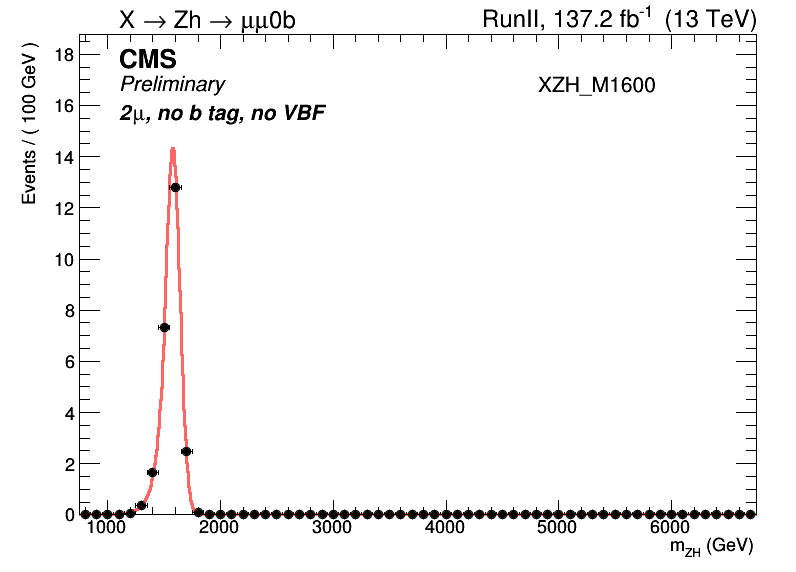 X → Zh → μμ0b
RunII, 137.2 fb⁻¹ (13 TeV)
CMS
Preliminary
XZH_M1600
2μ, no b tag, no VBF
Events / ( 100 GeV )
18
16
14
12
10
8
6
4
2
0
1000 2000 3000 4000 5000 6000
m_ZH (GeV)